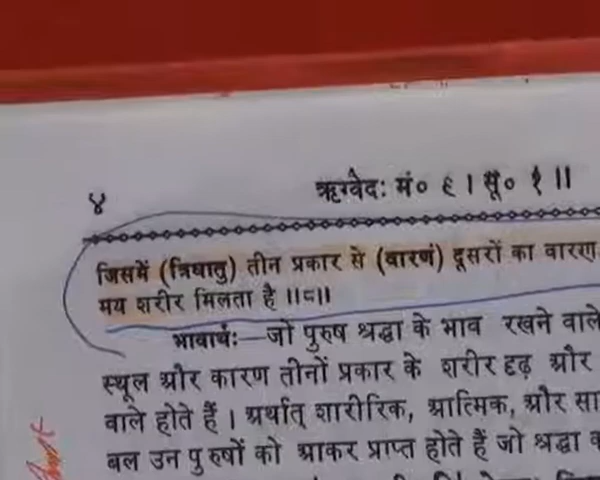 ४
ऋग्वेदः मं० ९ । सू० १ ॥
जिसमें (त्रिधातु) तीन प्रकार से (वारणं) दूसरों का वारण
मय शरीर मिलता है ॥८॥
भावार्थः—जो पुरुष श्रद्धा के भाव रखने वाले
स्थूल और कारण तीनों प्रकार के शरीर दृढ़ और
वाले होते हैं । अर्थात् शारीरिक, आत्मिक, और सा
बल उन पुरुषों को आकर प्राप्त होते हैं जो श्रद्धा क